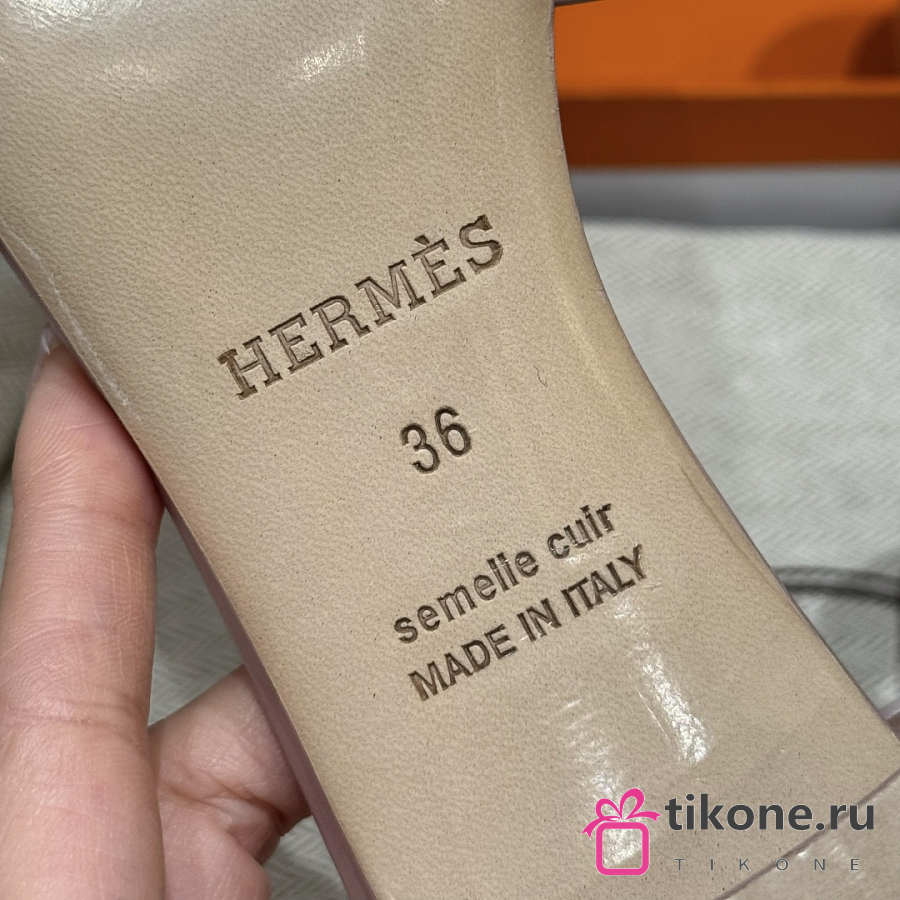 HERMÈS
36
semelle cuir
MADE IN ITALY
tikone.ru
TIKONE